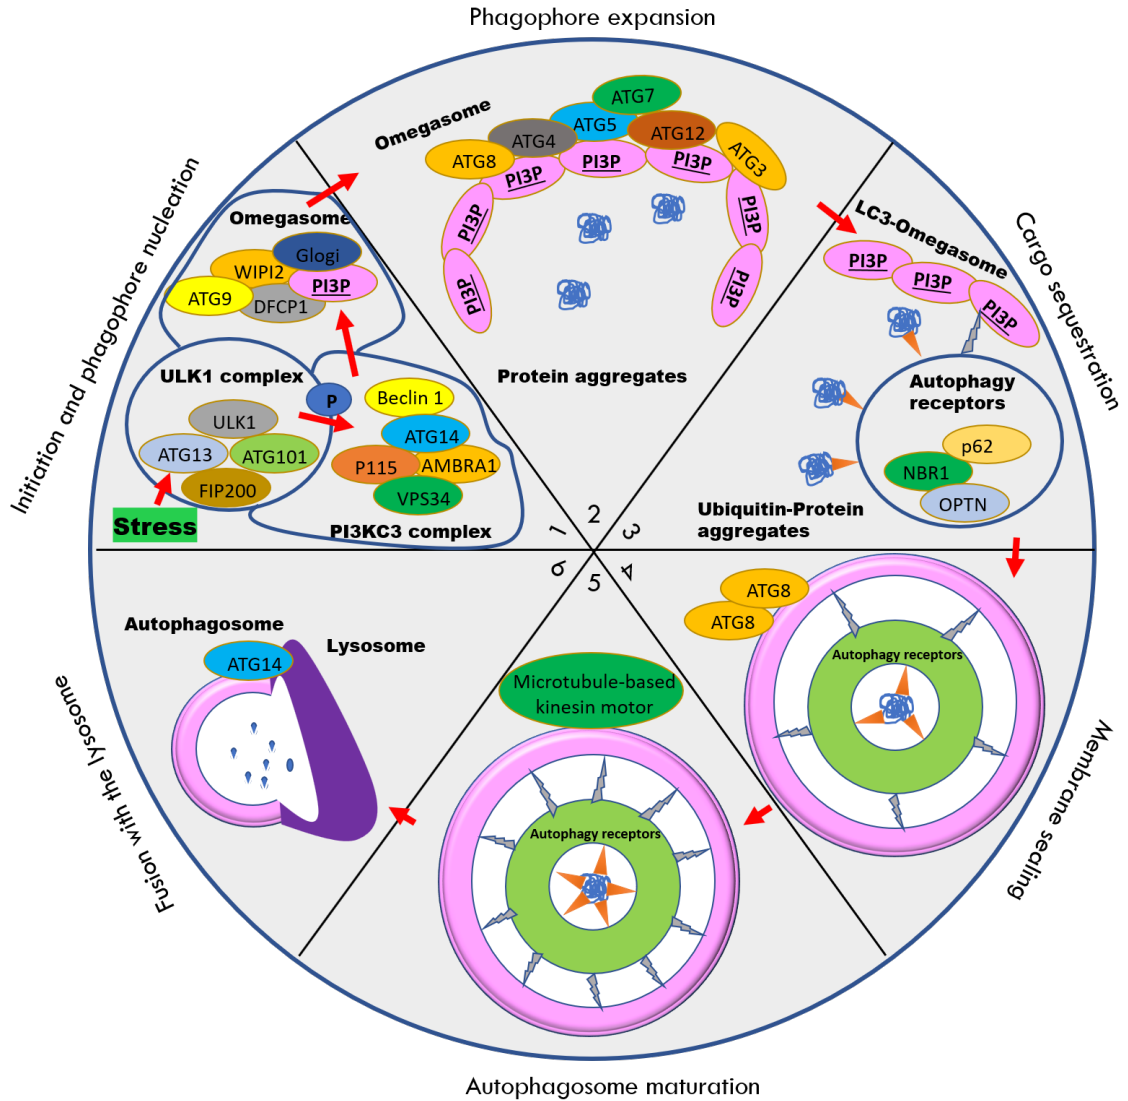 Phagophore expansion
Initiation and phagophore nucleation
Omegasome
Glogi
WIPI2
PI3P
ATG9
DFCP1
ULK1 complex
P
ULK1
ATG13
ATG101
FIP200
Stress
Beclin 1
ATG14
P115
AMBRA1
VPS34
PI3KC3 complex
1
Omegasome
ATG7
ATG5
ATG12
ATG4
ATG3
ATG8
PI3P
PI3P
PI3P
PI3P
PI3P
PI3P
PI3P
Protein aggregates
2
Cargo sequestration
LC3-Omegasome
PI3P
PI3P
PI3P
Autophagy
receptors
p62
NBR1
OPTN
Ubiquitin-Protein
aggregates
3
4
ATG8
ATG8
Autophagy receptors
Membrane sealing
5
Microtubule-based
kinesin motor
Autophagy receptors
Autophagosome maturation
6
Autophagosome
ATG14
Lysosome
Fusion with the lysosome